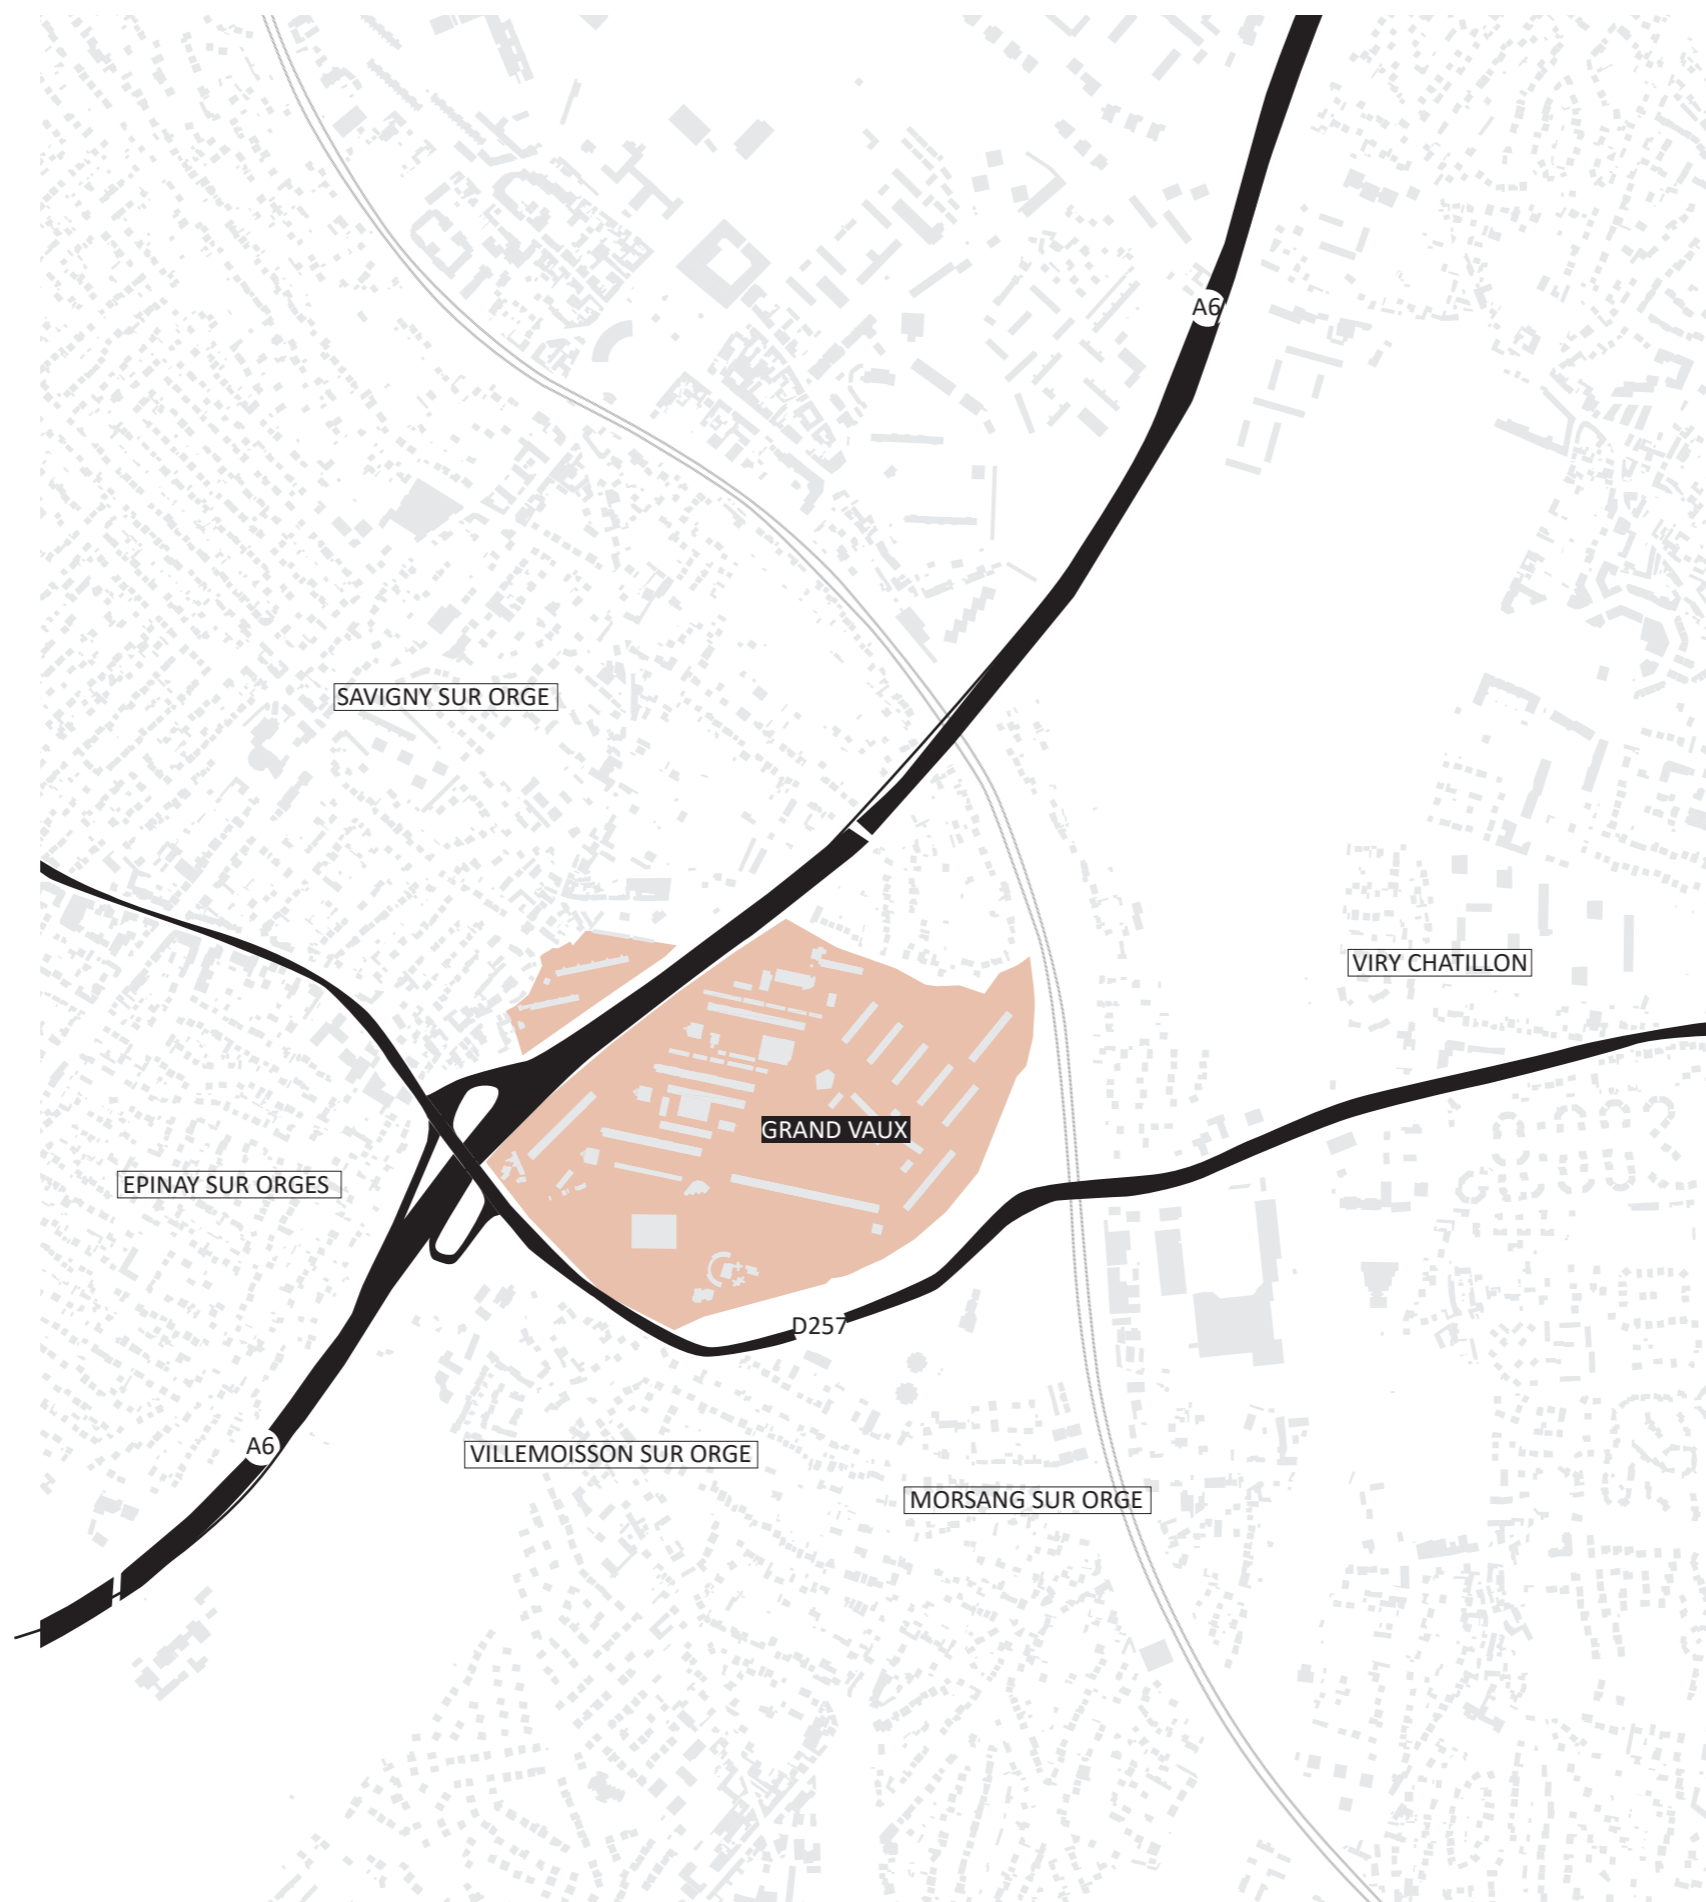 A6
SAVIGNY SUR ORGE
VIRY CHATILLON
GRAND VAUX
EPINAY SUR ORGES
D257
A6
VILLEMOISSON SUR ORGE
MORSANG SUR ORGE